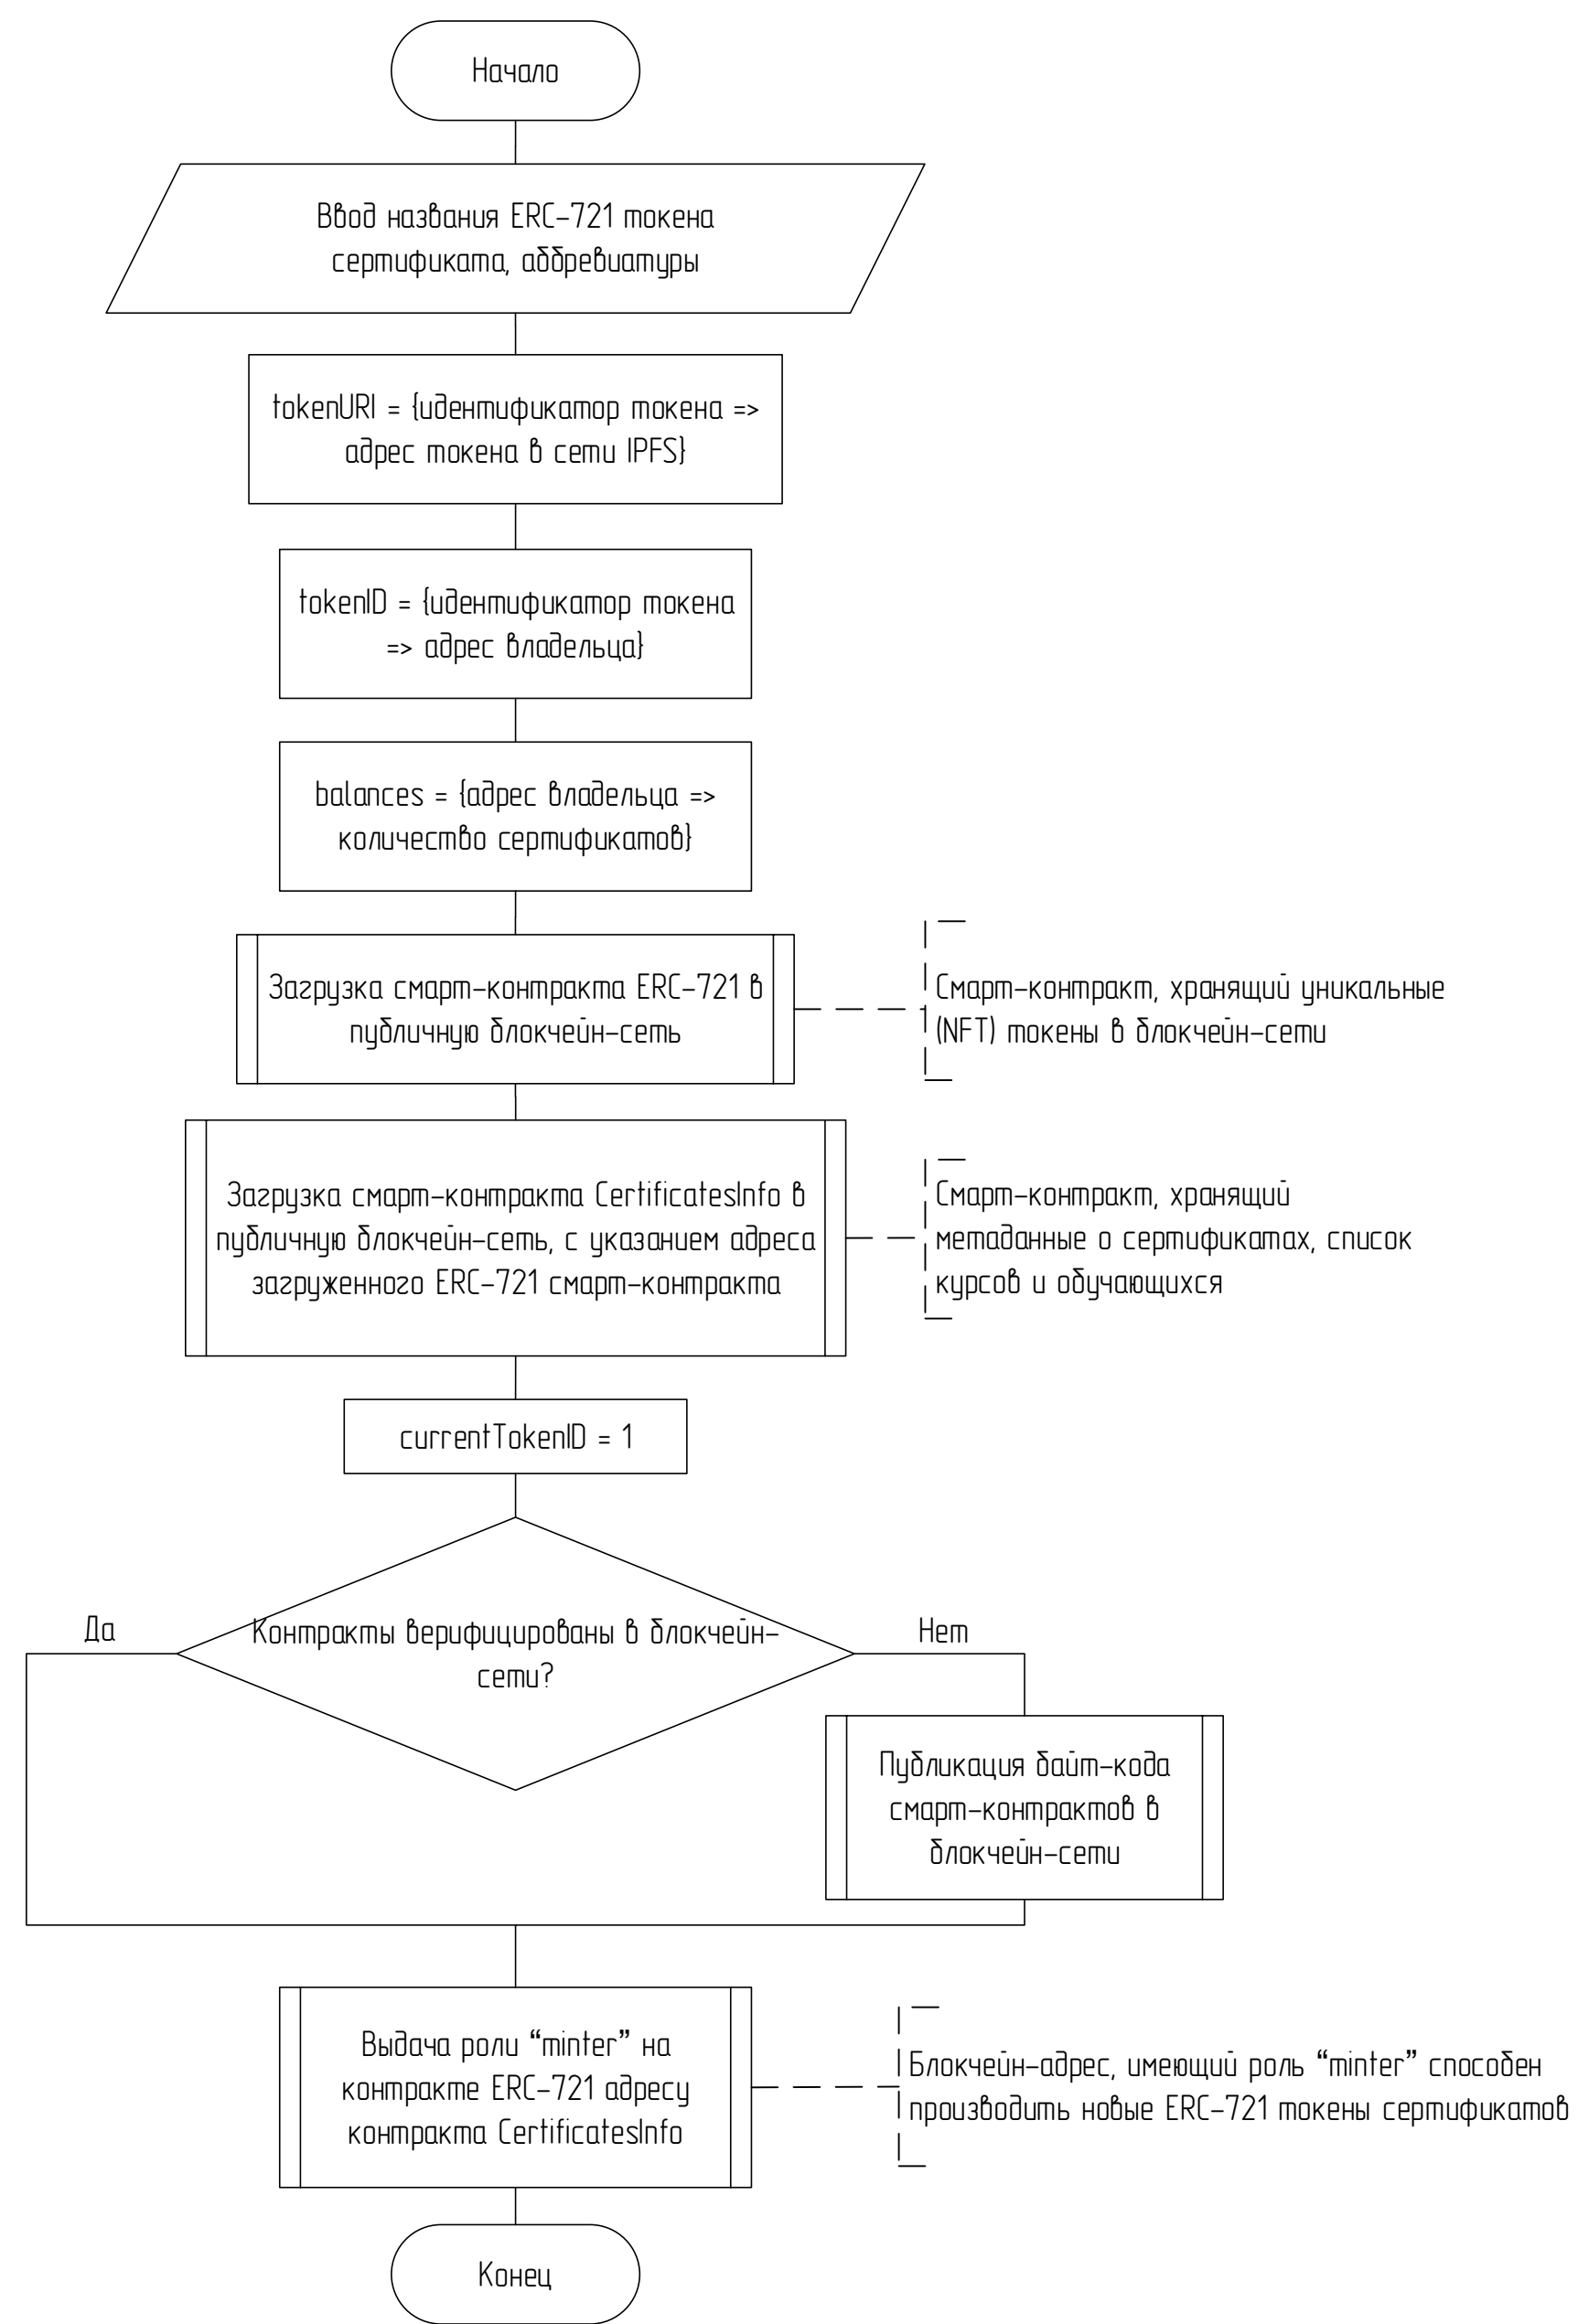 Начало
Ввод названия ERC-721 токена
сертификата, аббревиатуры
tokenURI = {идентификатор токена =>
адрес токена в сети IPFS}
tokenID = {идентификатор токена
=> адрес владельца}
balances = {адрес владельца =>
количество сертификатов}
Загрузка смарт-контракта ERC-721 в
публичную блокчейн-сеть
Смарт-контракт, хранящий уникальные
(NFT) токены в блокчейн-сети
Загрузка смарт-контракта CertificatesInfo в
публичную блокчейн-сеть, с указанием адреса
загруженного ERC-721 смарт-контракта
Смарт-контракт, хранящий
метаданные о сертификатах, список
курсов и обучающихся
currentTokenID = 1
Контракты верифицированы в блокчейн-
сети?
Да
Нет
Публикация байт-кода
смарт-контрактов в
блокчейн-сети
Выдача роли “minter” на
контракте ERC-721 адресу
контракта CertificatesInfo
Блокчейн-адрес, имеющий роль “minter” способен
производить новые ERC-721 токены сертификатов
Конец